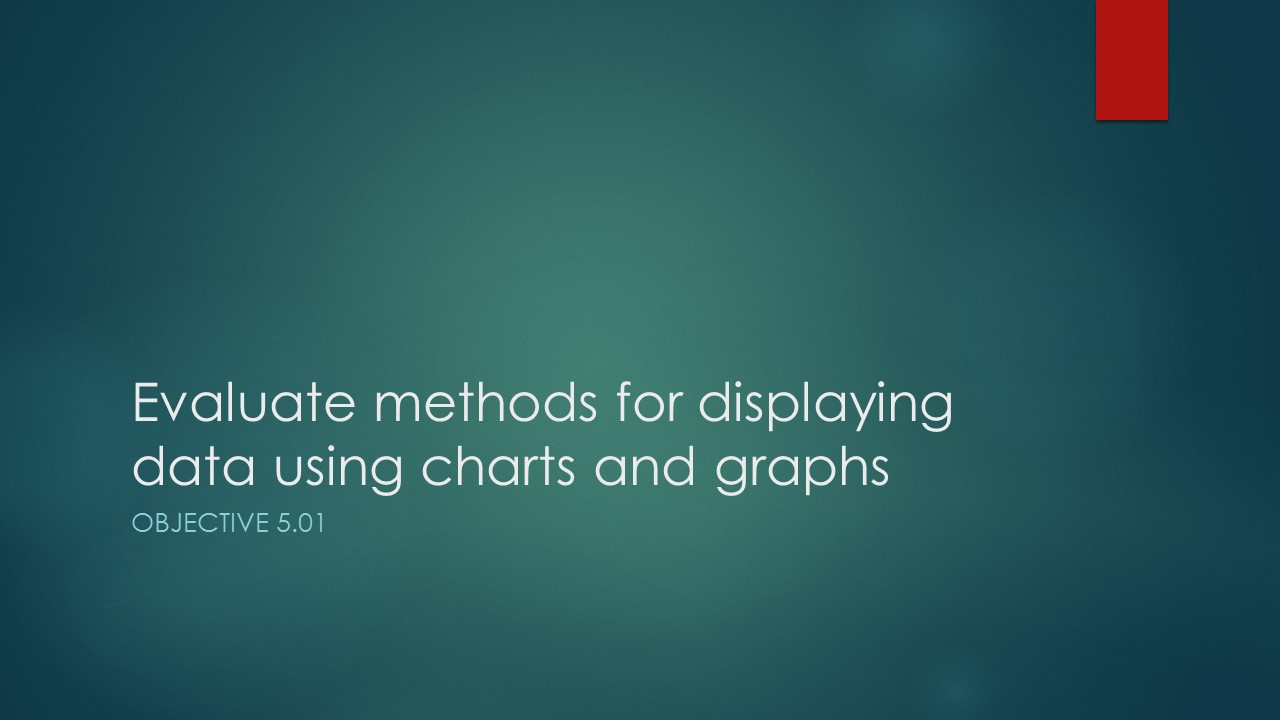 Evaluate methods for displaying
data using charts and graphs
OBJECTIVE 5.01